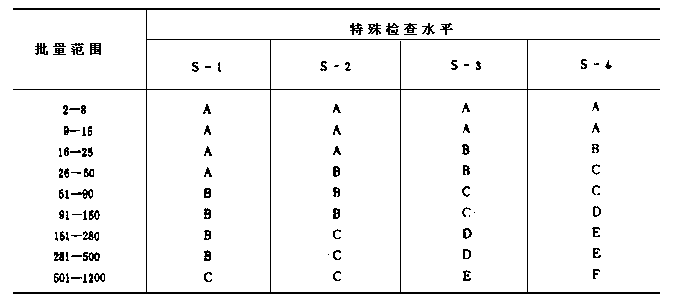 特殊检查水平
批量范围
S-1 S-2 S-3 S-4
2—8 A A A A
9—15 A A A A
16—25 A A B B
26—50 A B B C
51—90 B B C C
91—150 B B C D
151—280 B C D E
281—500 B C D E
501—1200 C C E F